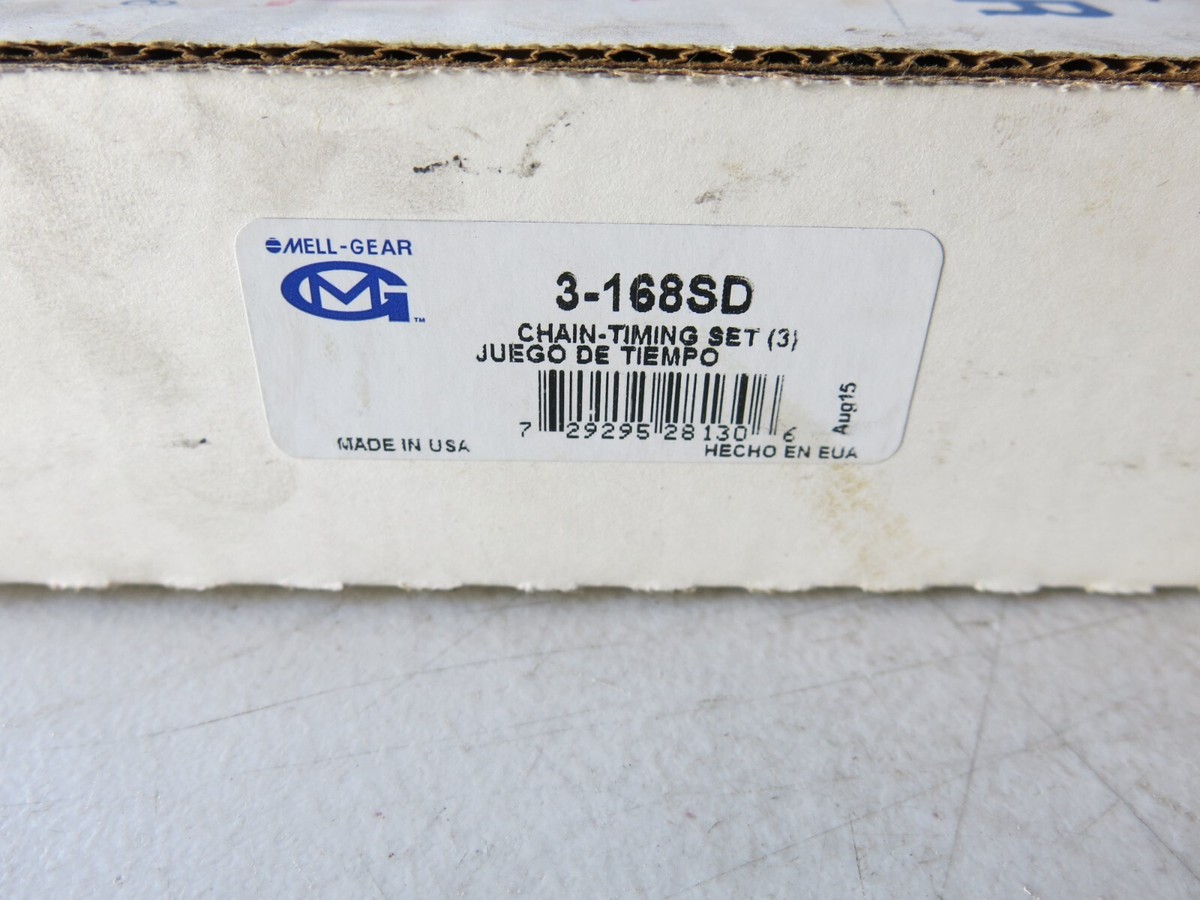 MELL-GEAR
MG™
3-168SD
CHAIN-TIMING SET (3)
JUEGO DE TIEMPO
7 29295 28130 6
Aug15
MADE IN USA
HECHO EN EUA